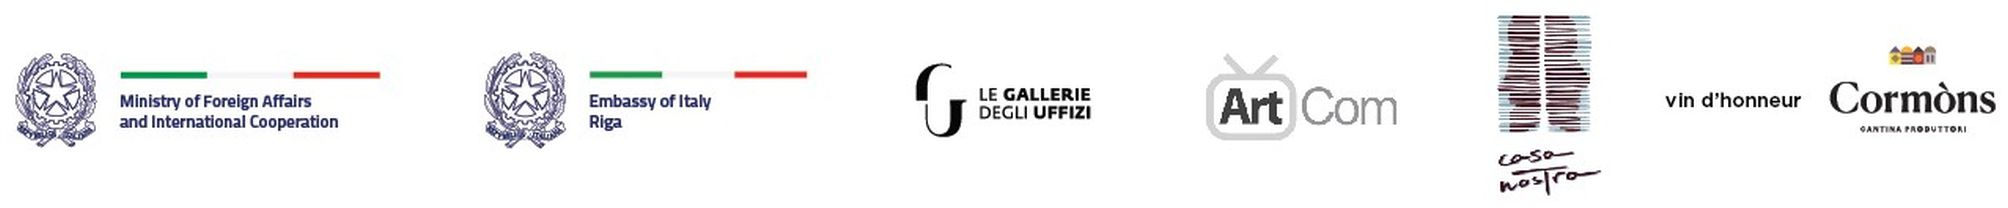 Ministry of Foreign Affairs
and International Cooperation
Embassy of Italy
Riga
LE GALLERIE
DEGLI UFFIZI
Art Com
casa
nostra
vin d'honneur
Cormòns
CANTINA PRODUTTORI